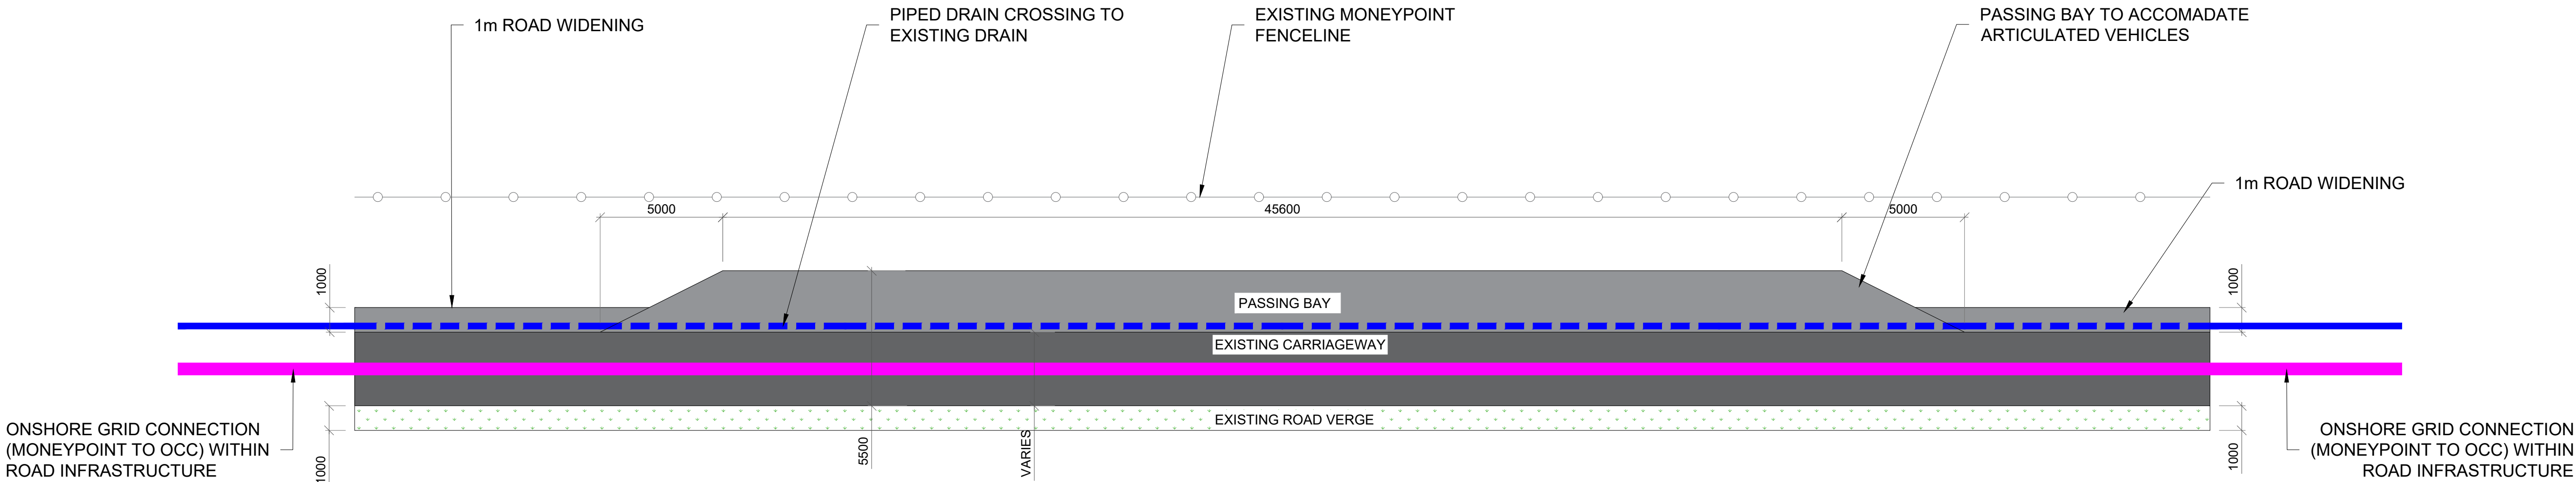 1m ROAD WIDENING
PIPED DRAIN CROSSING TO
EXISTING DRAIN
EXISTING MONEYPOINT
FENCELINE
PASSING BAY TO ACCOMADATE
ARTICULATED VEHICLES
1m ROAD WIDENING
5000
45600
5000
1000
1000
PASSING BAY
EXISTING CARRIAGEWAY
EXISTING ROAD VERGE
ONSHORE GRID CONNECTION
(MONEYPOINT TO OCC) WITHIN
ROAD INFRASTRUCTURE
1000
5500
VARIES
1000
ONSHORE GRID CONNECTION
(MONEYPOINT TO OCC) WITHIN
ROAD INFRASTRUCTURE